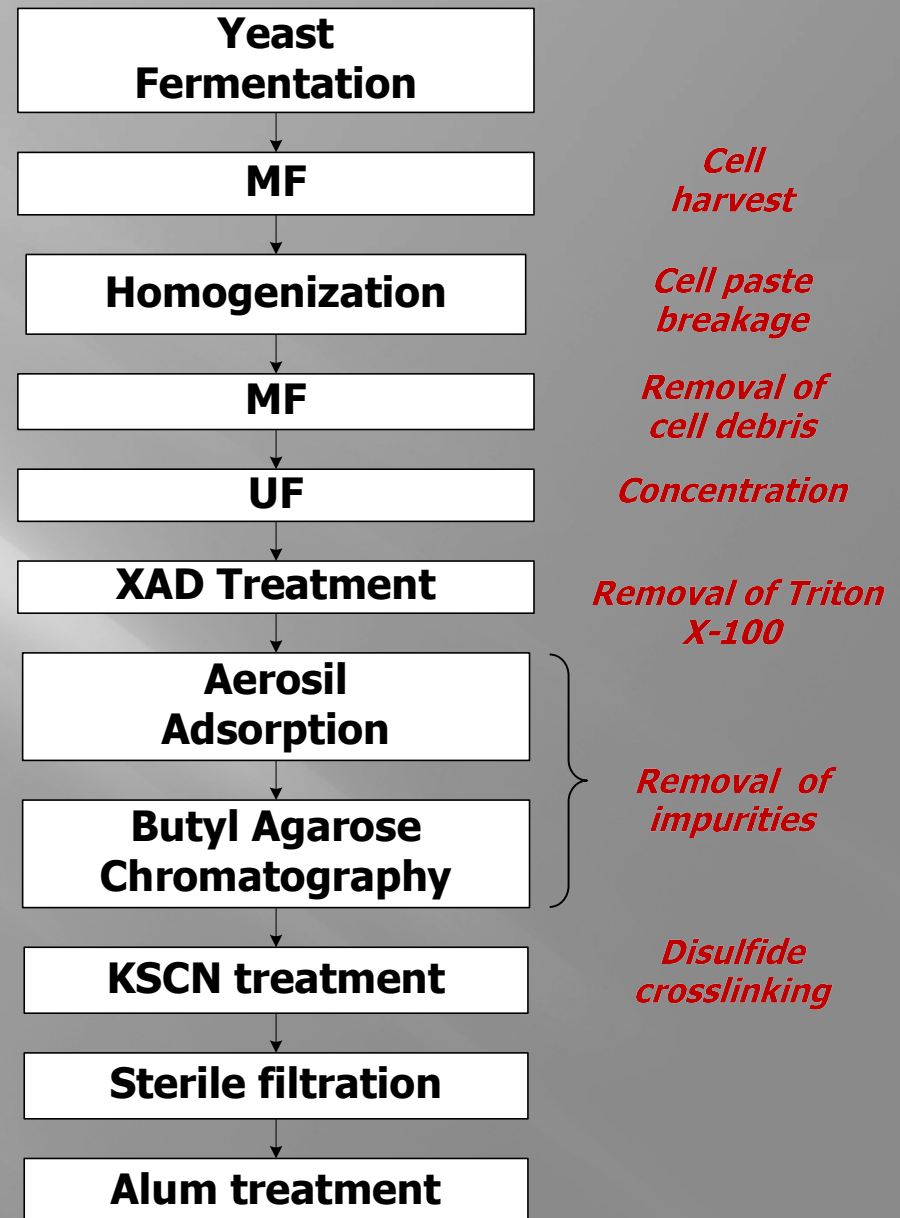 Yeast
Fermentation
MF
Cell
harvest
Homogenization
Cell paste
breakage
MF
Removal of
cell debris
UF
Concentration
XAD Treatment
Removal of Triton
X-100
Aerosil
Adsorption
Butyl Agarose
Chromatography
Removal of
impurities
KSCN treatment
Disulfide
crosslinking
Sterile filtration
Alum treatment